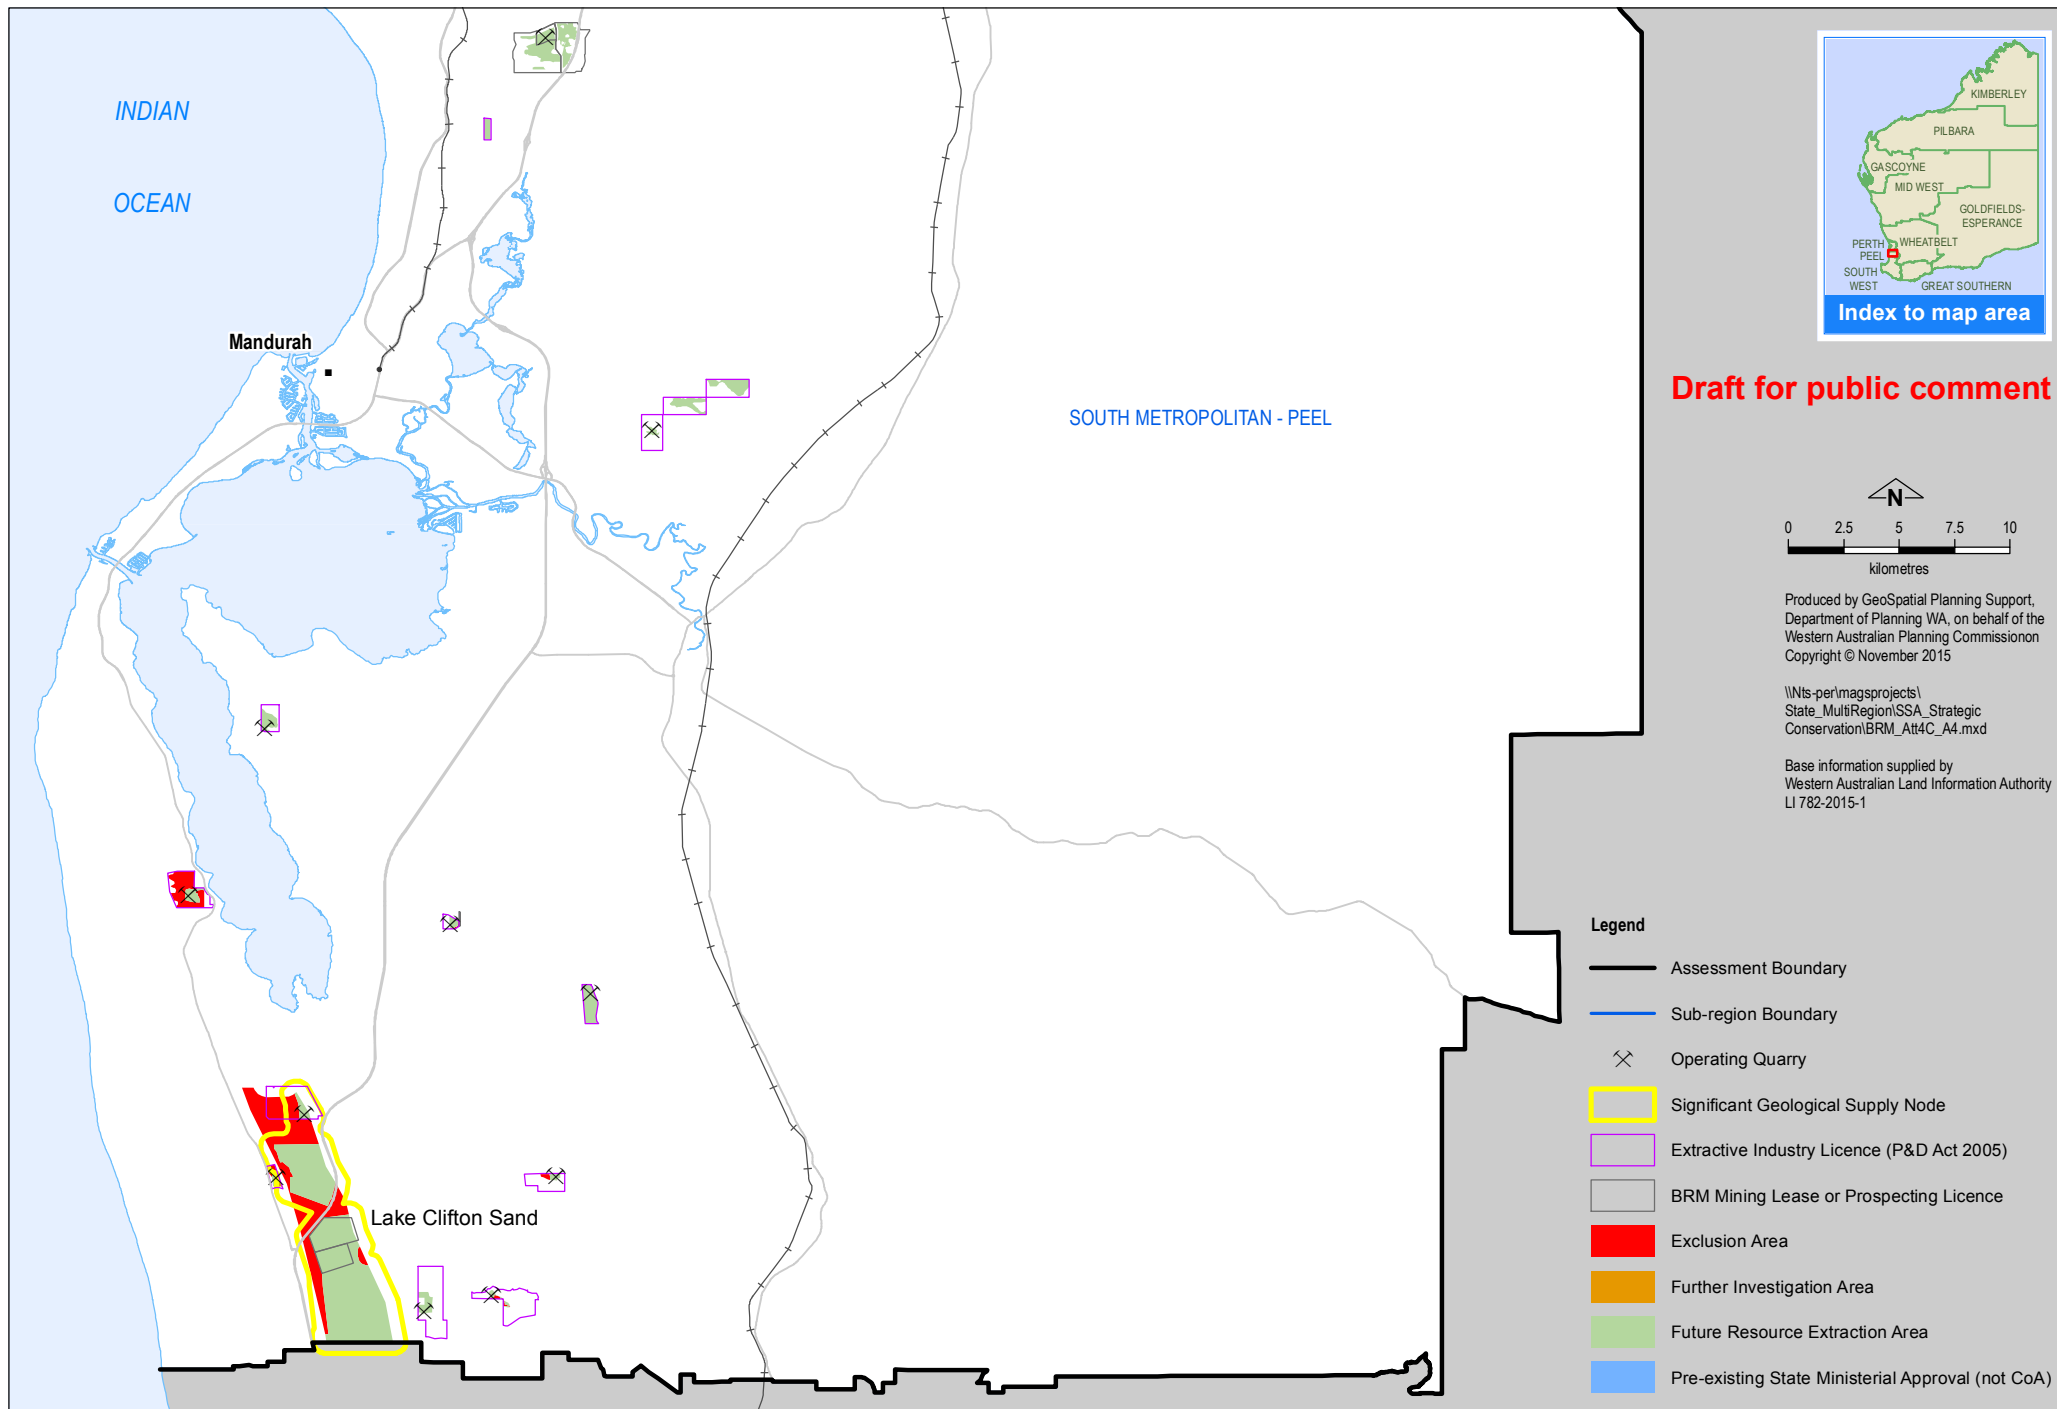 INDIAN
OCEAN
Mandurah
SOUTH METROPOLITAN - PEEL
Lake Clifton Sand
KIMBERLEY
PILBARA
GASCOYNE
MID WEST
GOLDFIELDS-
ESPERANCE
PERTH
WHEATBELT
PEEL
SOUTH
WEST
GREAT SOUTHERN
Index to map area
Draft for public comment
N
0 2.5 5 7.5 10
kilometres
Produced by GeoSpatial Planning Support,
Department of Planning WA, on behalf of the
Western Australian Planning Commissionon
Copyright © November 2015
\\Nts-per\magsprojects\
State_MultiRegion\SSA_Strategic
Conservation\BRM_Att4C_A4.mxd
Base information supplied by
Western Australian Land Information Authority
LI 782-2015-1
Legend
Assessment Boundary
Sub-region Boundary
Operating Quarry
Significant Geological Supply Node
Extractive Industry Licence (P&D Act 2005)
BRM Mining Lease or Prospecting Licence
Exclusion Area
Further Investigation Area
Future Resource Extraction Area
Pre-existing State Ministerial Approval (not CoA)